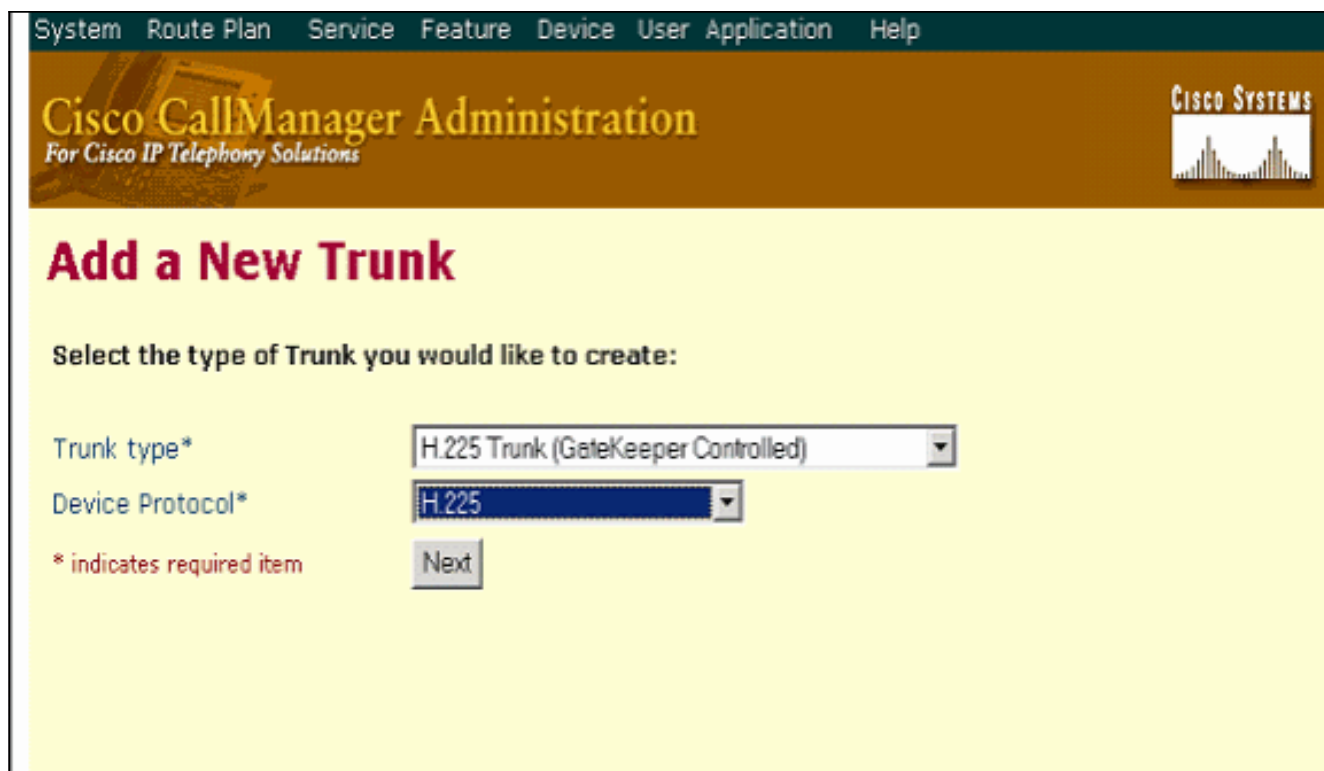 System Route Plan Service Feature Device User Application Help
Cisco CallManager Administration
For Cisco IP Telephony Solutions
CISCO SYSTEMS
Add a New Trunk
Select the type of Trunk you would like to create:
Trunk type* H.225 Trunk (GateKeeper Controlled)
Device Protocol* H.225
* indicates required item Next